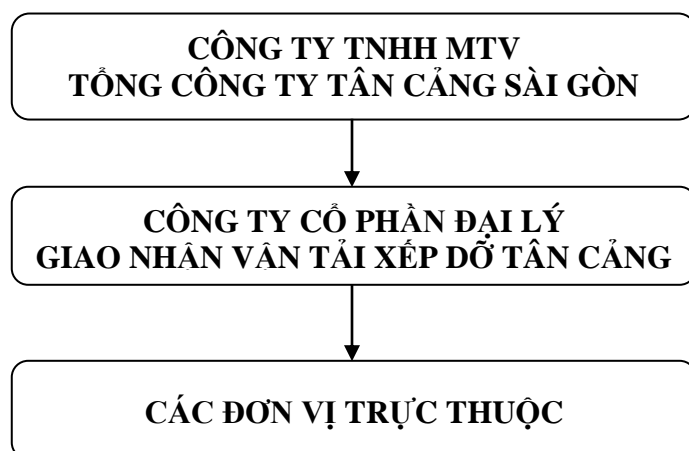 CÔNG TY TNHH MTV
TỔNG CÔNG TY TÂN CẢNG SÀI GÒN
CÔNG TY CỔ PHẦN ĐẠI LÝ
GIAO NHẬN VẬN TẢI XẾP DỠ TÂN CẢNG
CÁC ĐƠN VỊ TRỰC THUỘC